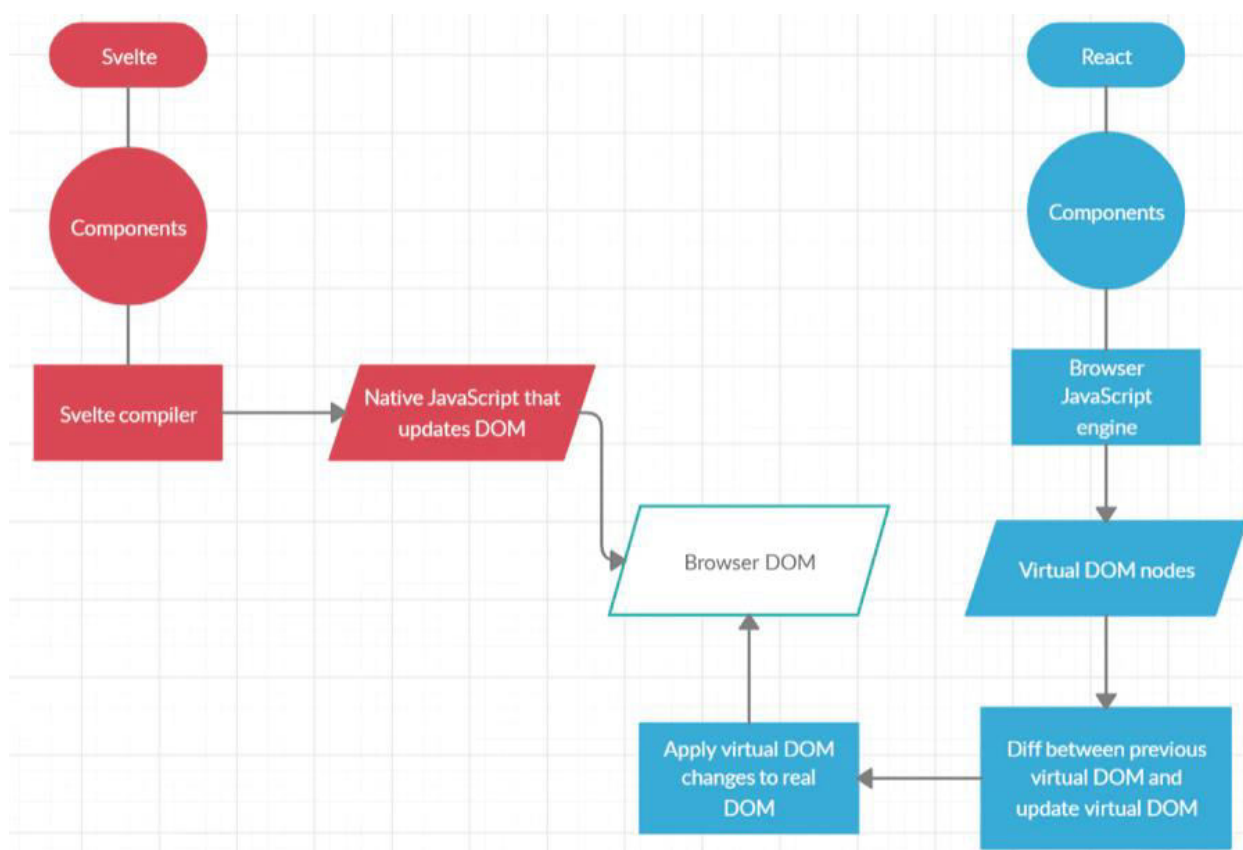 Svelte
React
Components
Components
Svelte compiler
Native JavaScript that
updates DOM
Browser
JavaScript
engine
Browser DOM
Virtual DOM nodes
Apply virtual DOM
changes to real
DOM
Diff between previous
virtual DOM and
update virtual DOM